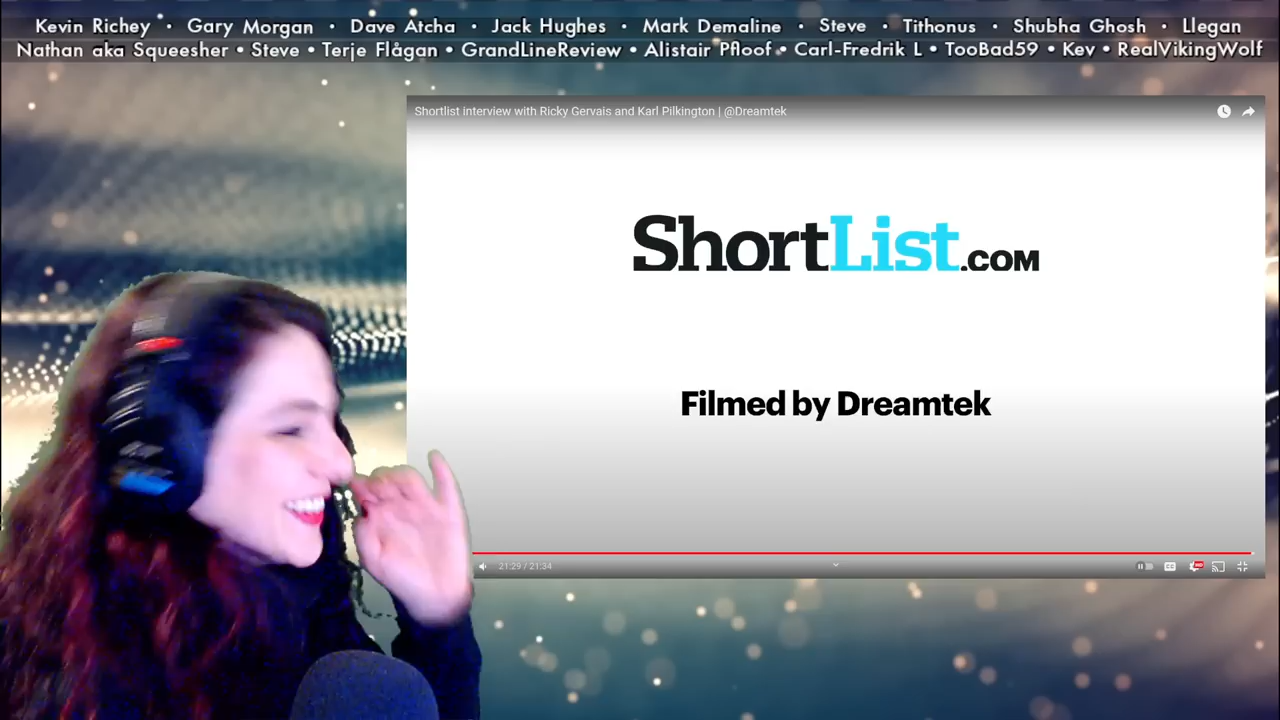 Kevin Richey • Gary Morgan • Dave Atcha • Jack Hughes • Mark Demaline • Steve • Tithonus • Shubha Ghosh • Llegan
Nathan aka Squeesher • Steve • Terje Flågan • GrandLineReview • Alistair Pfloof • Carl-Fredrik L • TooBad59 • Kev • RealVikingWolf
Shortlist interview with Ricky Gervais and Karl Pilkington | @Dreamtek
ShortList.COM
Filmed by Dreamtek
21:29 / 21:34
CC
HD